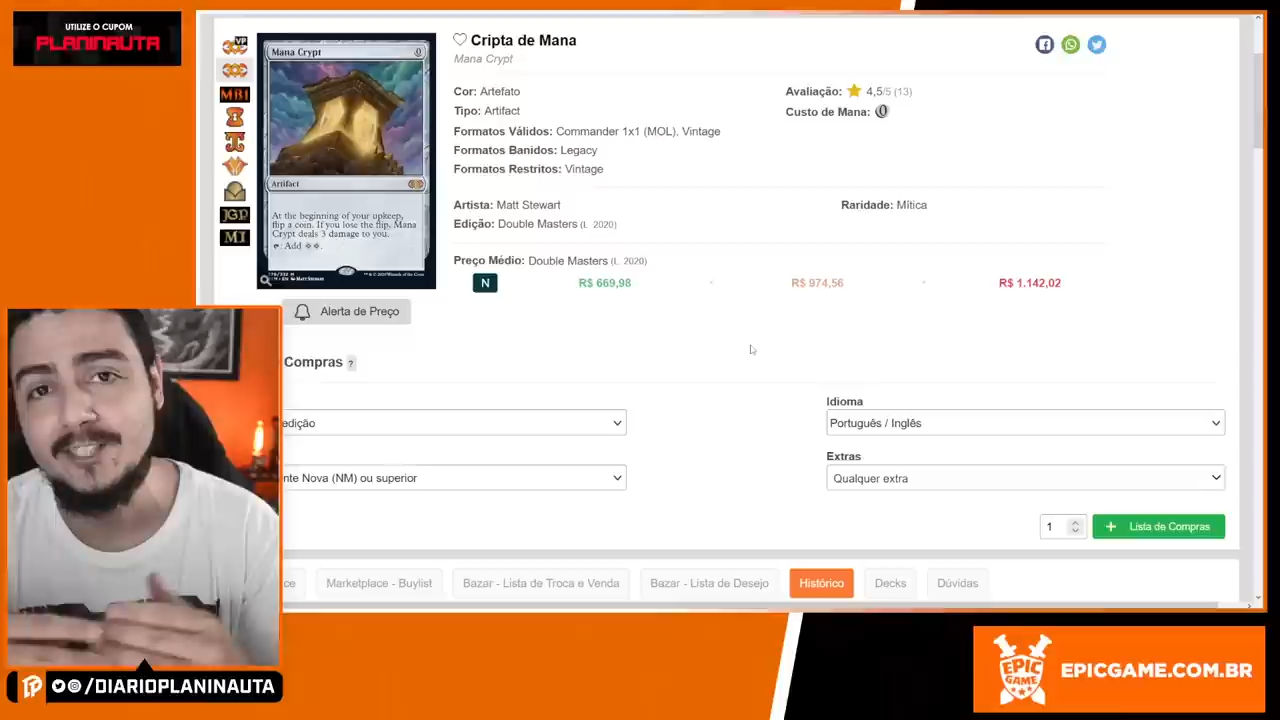 UTILIZE O CUPOM
PLANINAUTA
VP
MB1
JGP
MI
Mana Crypt
0
Artifact
At the beginning of your upkeep,
flip a coin. If you lose the flip, Mana
Crypt deals 3 damage to you.
: Add
Cripta de Mana
Mana Crypt
Cor: Artefato
Avaliação: 4,5/5 (13)
Tipo: Artifact
Custo de Mana: 0
Formatos Válidos: Commander 1x1 (MOL), Vintage
Formatos Banidos: Legacy
Formatos Restritos: Vintage
Artista: Matt Stewart
Raridade: Mítica
Edição: Double Masters (L. 2020)
Preço Médio: Double Masters (L. 2020)
N
R$ 669,98
-
R$ 974,56
-
R$ 1.142,02
Alerta de Preço
Compras ?
Idioma
edição
Português / Inglês
Extras
nte Nova (NM) ou superior
Qualquer extra
1
+ Lista de Compras
ce
Marketplace - Buylist
Bazar - Lista de Troca e Venda
Bazar - Lista de Desejo
Histórico
Decks
Dúvidas
/DIARIOPLANINAUTA
EPIC
GAME
EPICGAME.COM.BR